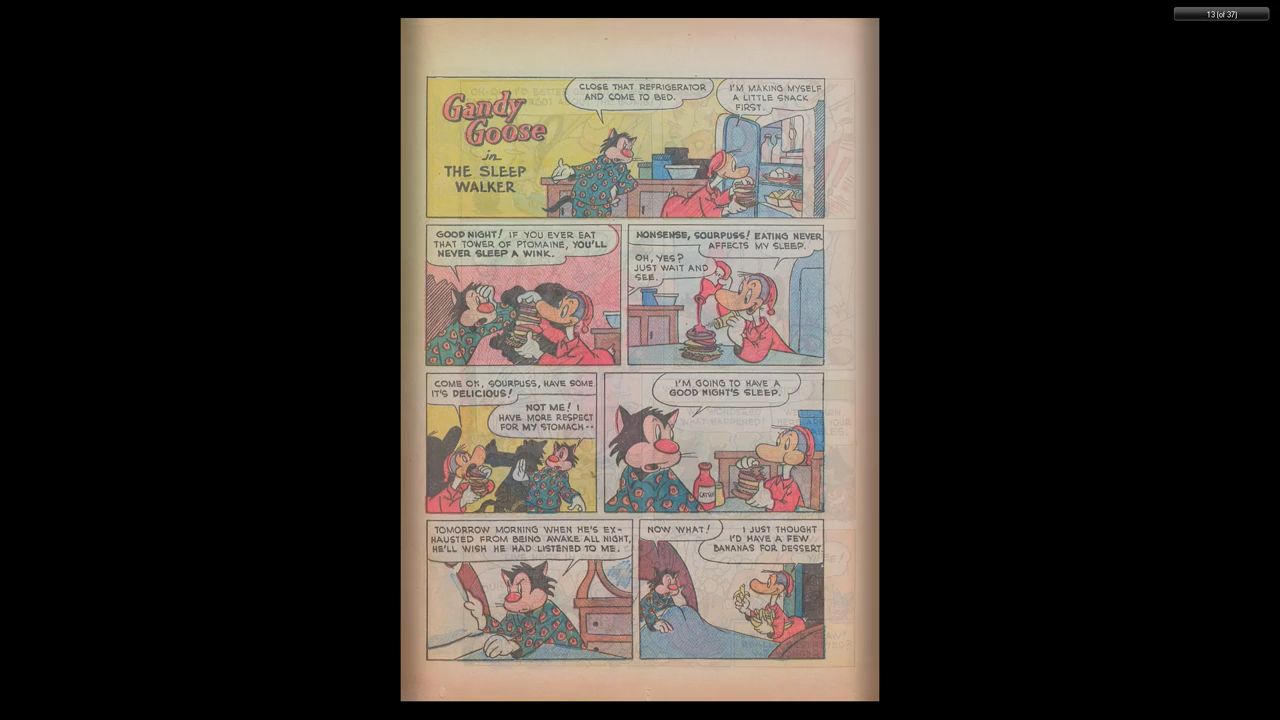 13 (of 37)
Gandy
Goose
in
THE SLEEP
WALKER
CLOSE THAT REFRIGERATOR
AND COME TO BED.
I'M MAKING MYSELF
A LITTLE SNACK
FIRST.
GOOD NIGHT! IF YOU EVER EAT
THAT TOWER OF PTOMAINE, YOU'LL
NEVER SLEEP A WINK.
NONSENSE, SOURPUSS! EATING NEVER
AFFECTS MY SLEEP.
OH, YES?
JUST WAIT AND
SEE.
COME ON, SOURPUSS, HAVE SOME
IT'S DELICIOUS!
NOT ME! I
HAVE MORE RESPECT
FOR MY STOMACH--
I'M GOING TO HAVE A
GOOD NIGHT'S SLEEP.
CATSUP
TOMORROW MORNING WHEN HE'S EX-
HAUSTED FROM BEING AWAKE ALL NIGHT,
HE'LL WISH HE HAD LISTENED TO ME.
NOW WHAT!
I JUST THOUGHT
I'D HAVE A FEW
BANANAS FOR DESSERT.